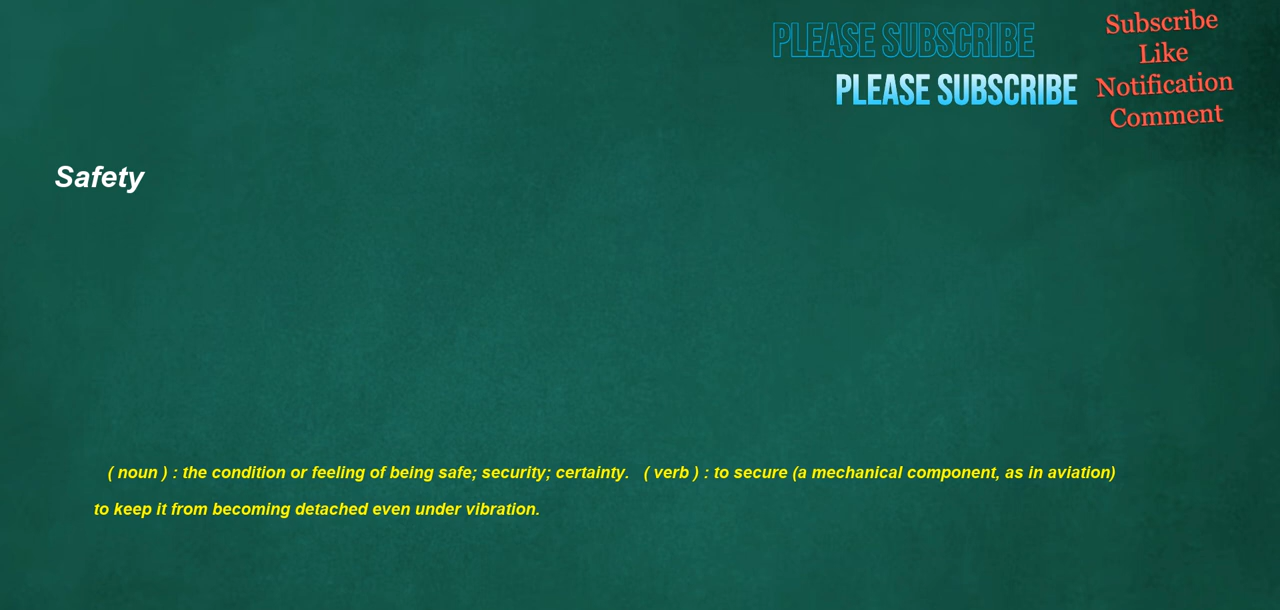 PLEASE SUBSCRIBE
PLEASE SUBSCRIBE
Subscribe
Like
Notification
Comment
Safety
( noun ) : the condition or feeling of being safe; security; certainty. ( verb ) : to secure (a mechanical component, as in aviation)
to keep it from becoming detached even under vibration.